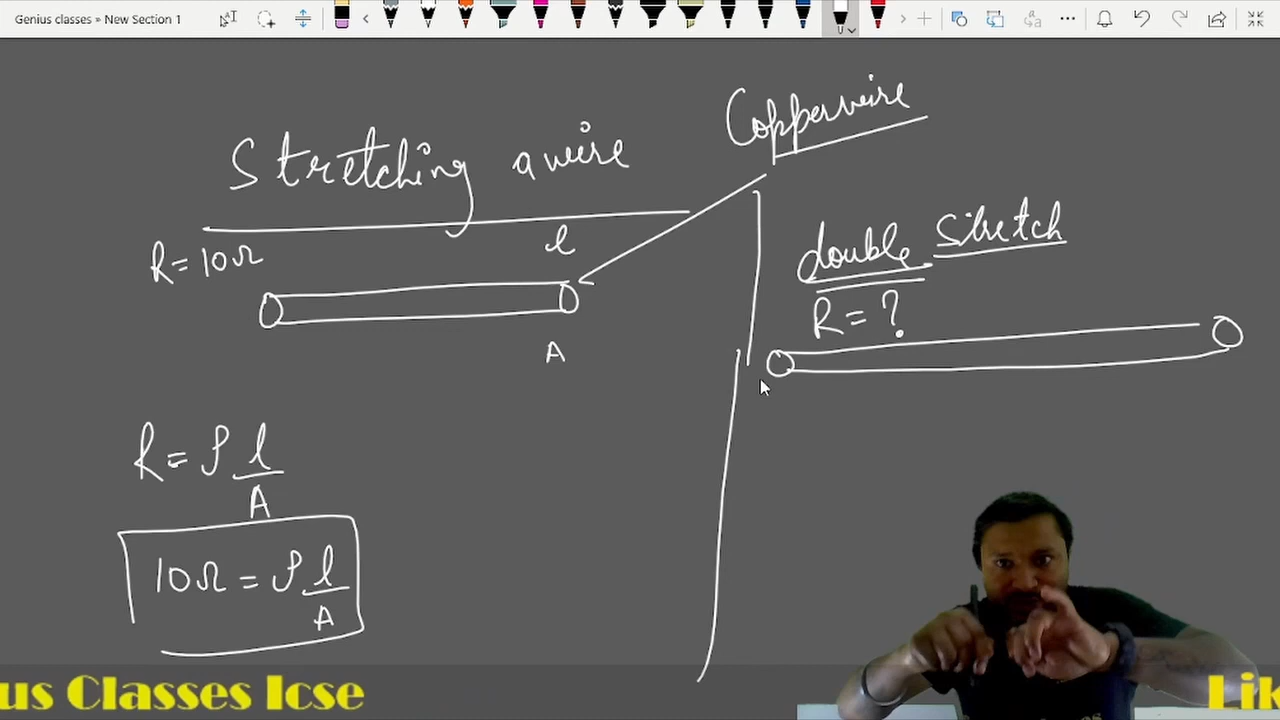 Genius classes » New Section 1
Copperwire
Stretching a wire
R = 10Ω
l
A
double stretch
R = ?
R = ρ l/A
10Ω = ρ l/A
us Classes Icse
Lik